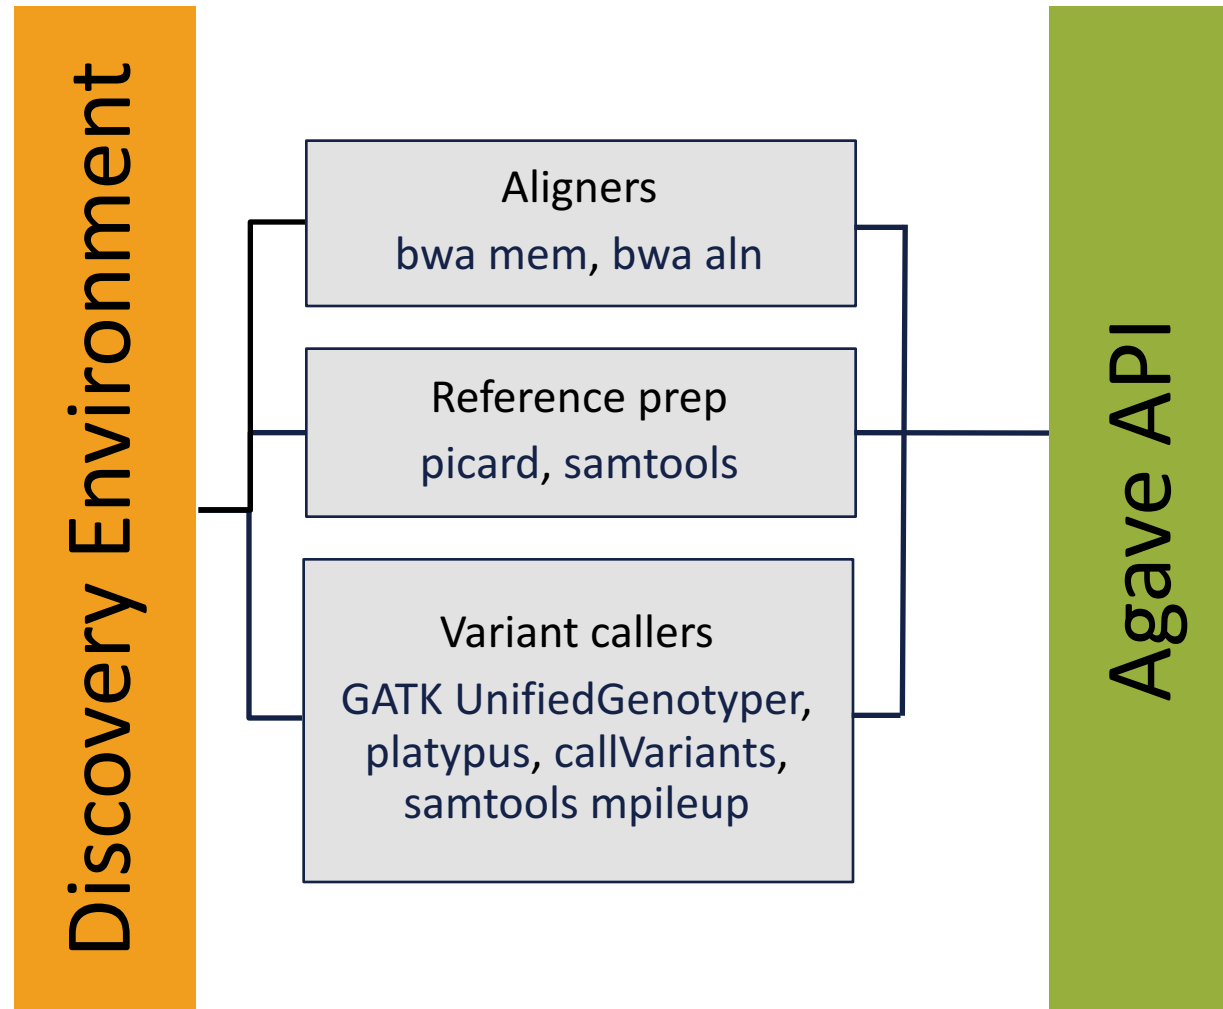 Discovery Environment
Aligners
bwa mem, bwa aln
Reference prep
picard, samtools
Variant callers
GATK UnifiedGenotyper,
platypus, callVariants,
samtools mpileup
Agave API